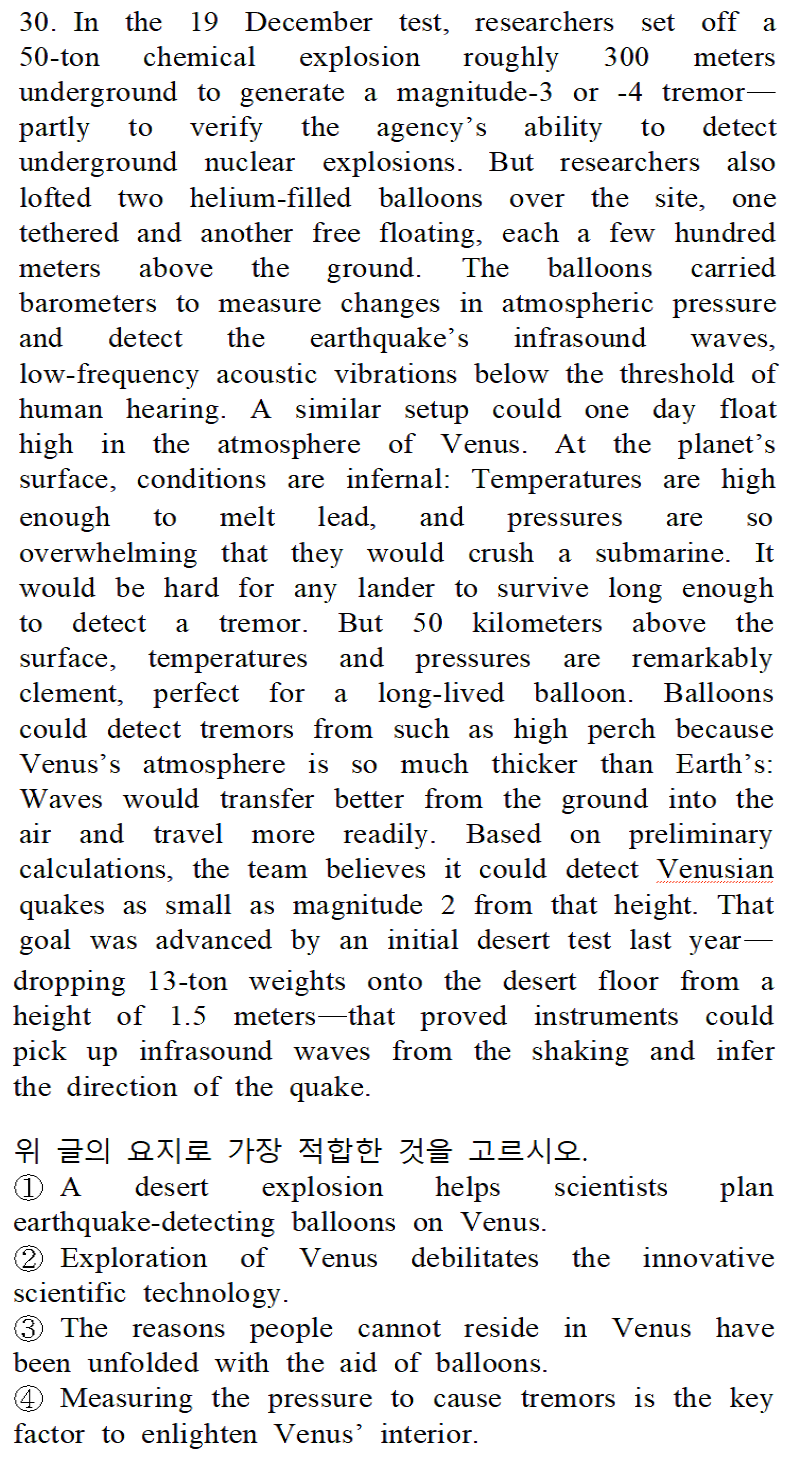 30. In the 19 December test, researchers set off a
50-ton chemical explosion roughly 300 meters
underground to generate a magnitude-3 or -4 tremor—
partly to verify the agency's ability to detect
underground nuclear explosions. But researchers also
lofted two helium-filled balloons over the site, one
tethered and another free floating, each a few hundred
meters above the ground. The balloons carried
barometers to measure changes in atmospheric pressure
and detect the earthquake's infrasound waves,
low-frequency acoustic vibrations below the threshold of
human hearing. A similar setup could one day float
high in the atmosphere of Venus. At the planet's
surface, conditions are infernal: Temperatures are high
enough to melt lead, and pressures are so
overwhelming that they would crush a submarine. It
would be hard for any lander to survive long enough
to detect a tremor. But 50 kilometers above the
surface, temperatures and pressures are remarkably
clement, perfect for a long-lived balloon. Balloons
could detect tremors from such as high perch because
Venus's atmosphere is so much thicker than Earth's:
Waves would transfer better from the ground into the
air and travel more readily. Based on preliminary
calculations, the team believes it could detect Venusian
quakes as small as magnitude 2 from that height. That
goal was advanced by an initial desert test last year—
dropping 13-ton weights onto the desert floor from a
height of 1.5 meters—that proved instruments could
pick up infrasound waves from the shaking and infer
the direction of the quake.
위 글의 요지로 가장 적합한 것을 고르시오.
① A desert explosion helps scientists plan
earthquake-detecting balloons on Venus.
② Exploration of Venus debilitates the innovative
scientific technology.
③ The reasons people cannot reside in Venus have
been unfolded with the aid of balloons.
④ Measuring the pressure to cause tremors is the key
factor to enlighten Venus' interior.